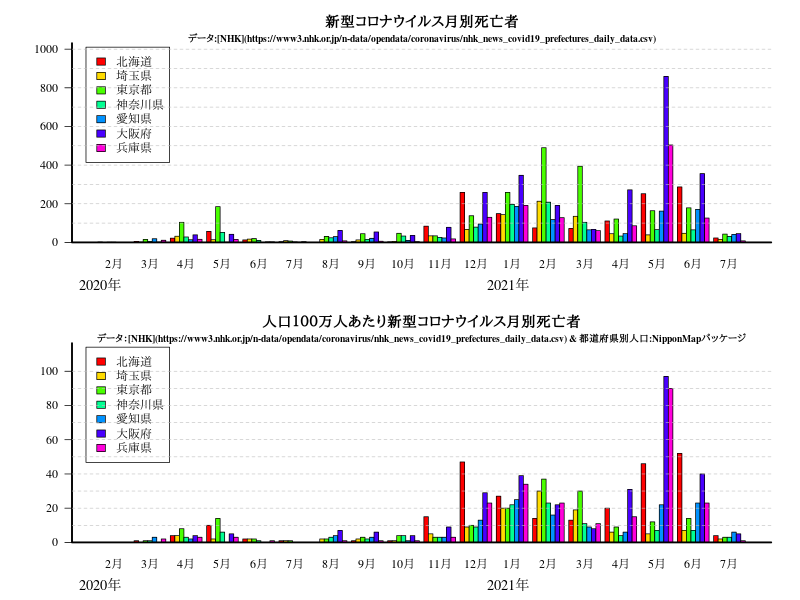 新型コロナウイルス月別死亡者
データ:[NHK](https://www3.nhk.or.jp/n-data/opendata/coronavirus/nhk_news_covid19_prefectures_daily_data.csv)
1000
800
600
400
200
0
北海道
埼玉県
東京都
神奈川県
愛知県
大阪府
兵庫県
2月 3月 4月 5月 6月 7月 8月 9月 10月 11月 12月 1月 2月 3月 4月 5月 6月 7月
2020年 2021年
人口100万人あたり新型コロナウイルス月別死亡者
データ:[NHK](https://www3.nhk.or.jp/n-data/opendata/coronavirus/nhk_news_covid19_prefectures_daily_data.csv) & 都道府県別人口:NipponMapパッケージ
100
80
60
40
20
0
北海道
埼玉県
東京都
神奈川県
愛知県
大阪府
兵庫県
2月 3月 4月 5月 6月 7月 8月 9月 10月 11月 12月 1月 2月 3月 4月 5月 6月 7月
2020年 2021年